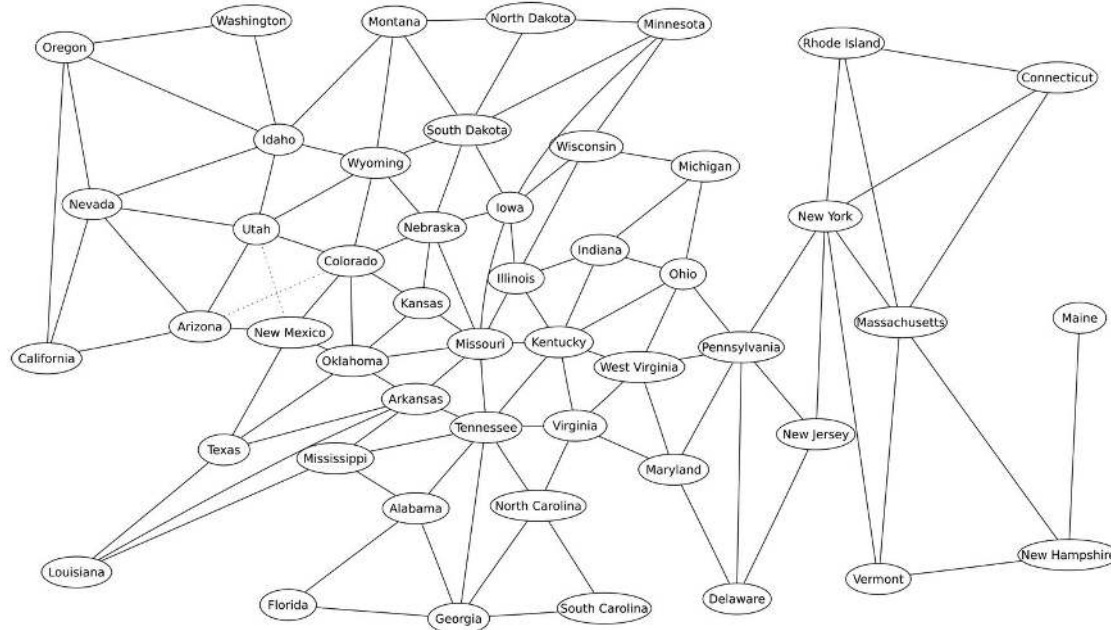 North Dakota
Washington
Montana
Minnesota
Oregon
Rhode Island
Connecticut
South Dakota
Idaho
Wisconsin
Wyoming
Michigan
Nevada
Iowa
New York
Utah
Nebraska
Indiana
Colorado
Illinois
Ohio
Kansas
Maine
Arizona
New Mexico
Massachusetts
Missouri
Kentucky
Pennsylvania
California
Oklahoma
West Virginia
Arkansas
Tennessee
Virginia
New Jersey
Texas
Mississippi
Maryland
Alabama
North Carolina
New Hampshire
Louisiana
Vermont
Delaware
Florida
South Carolina
Georgia